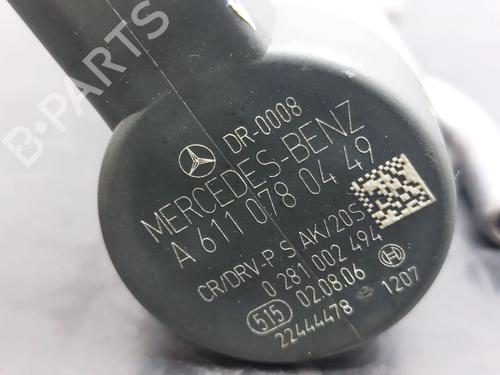 B-PARTS
DR-0008
MERCEDES-BENZ
A 611 078 04 49
CR/DRV-P S AK/20S
0 281 002 494
515 02.08.06
22444478 1207